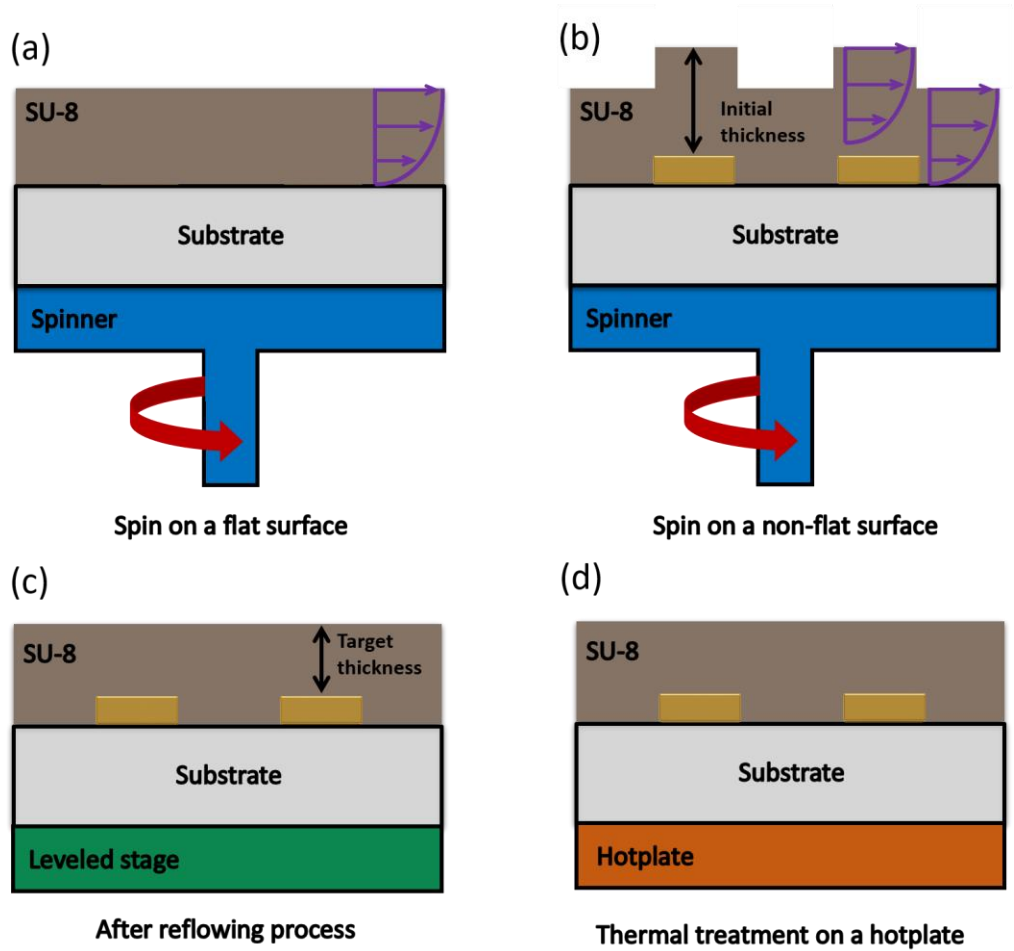 (a)
SU-8
Substrate
Spinner
Spin on a flat surface
(b)
SU-8
Initial
thickness
Substrate
Spinner
Spin on a non-flat surface
(c)
SU-8
Target
thickness
Substrate
Leveled stage
After reflowing process
(d)
SU-8
Substrate
Hotplate
Thermal treatment on a hotplate